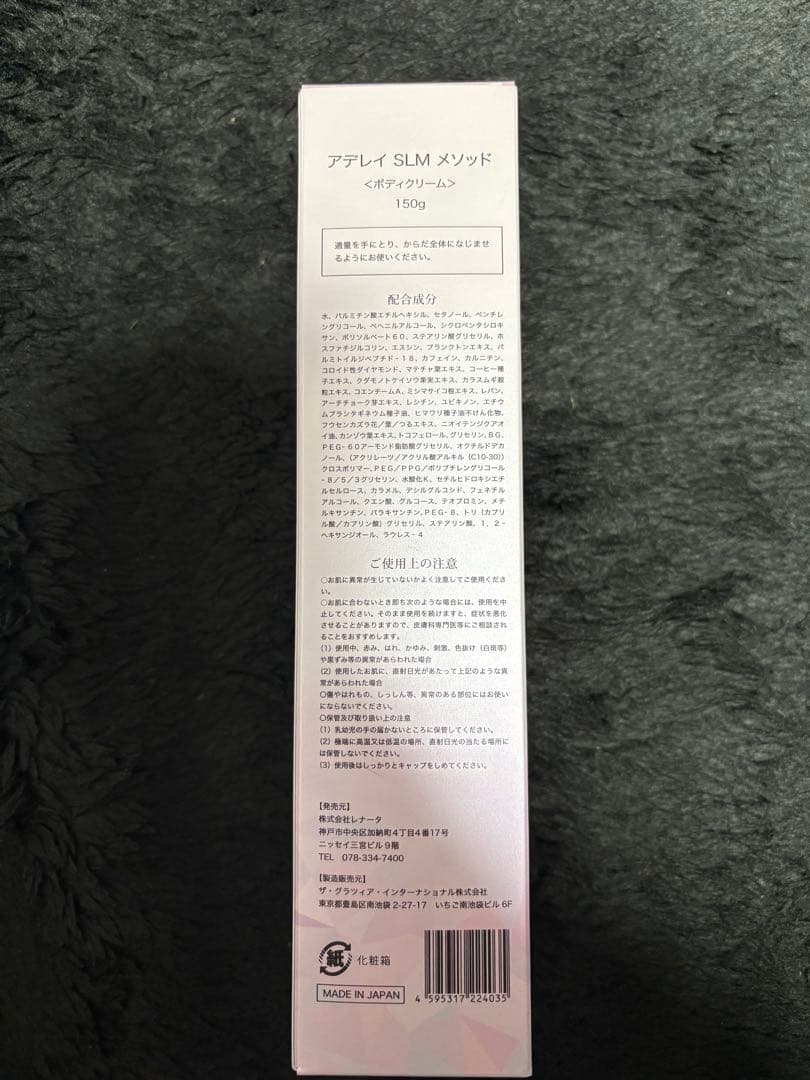 アデレイ SLM メソッド
＜ボディクリーム＞
150g
適量を手にとり、からだ全体になじませ
るようにお使いください。
配合成分
水、パルミチン酸エチルヘキシル、セタノール、ペンチレ
ングリコール、ベヘニルアルコール、シクロペンタシロキ
サン、ポリソルベート60、ステアリン酸グリセリル、ホ
スファチジルコリン、エスシン、プランクトンエキス、パ
ルミトイルジペプチド-18、カフェイン、カルニチン、
コロイド性ダイヤモンド、マテチャ葉エキス、コーヒー種
子エキス、クダモノトケイソウ果実エキス、カラスムギ穀
粒エキス、コエンチームA、ミシマサイコ根エキス、レバン、
アーチチョーク芽エキス、レシチン、ユビキノン、エチウ
ムプランタギネウム種子油、ヒマワリ種子油不けん化物、
フウセンカズラ花／葉／つるエキス、ニオイテンジクアオ
イ油、カンゾウ葉エキス、トコフェロール、グリセリン、BG、
PEG-60アーモンド脂肪酸グリセリル、オクチルドデカ
ノール、（アクリレーツ／アクリル酸アルキル（C10-30））
クロスポリマー、PEG／PPG／ポリブチレングリコール
-8／5／3グリセリン、水酸化K、セチルヒドロキシエチ
ルセルロース、カラメル、デシルグルコシド、フェネチル
アルコール、クエン酸、グルコース、テオブロミン、メチ
ルキサンチン、パラキサンチン、PEG-8、トリ（カプリ
ル酸／カプリン酸）グリセリル、ステアリン酸、1，2-
ヘキサンジオール、ラウレス-4
ご使用上の注意
○お肌に異常が生じていないかよく注意してご使用くださ
い。
○お肌に合わないとき即ち次のような場合には、使用を中
止してください。そのまま使用を続けますと、症状を悪化
させることがありますので、皮膚科専門医等にご相談され
ることをおすすめします。
（1）使用中、赤み、はれ、かゆみ、刺激、色抜け（白斑等）
や黒ずみ等の異常があらわれた場合
（2）使用したお肌に、直射日光があたって上記のような異
常があらわれた場合
○傷やはれもの、しっしん等、異常のある部位にはお使い
にならないでください。
○保管及び取り扱い上の注意
（1）乳幼児の手の届かないところに保管してください。
（2）極端に高温又は低温の場所、直射日光の当たる場所に
は保管しないでください。
（3）使用後はしっかりとキャップをしめてください。
【発売元】
株式会社レナータ
神戸市中央区加納町4丁目4番17号
ニッセイ三宮ビル9階
TEL 078-334-7400
【製造販売元】
ザ・グラツィア・インターナショナル株式会社
東京都豊島区南池袋2-27-17 いちご南池袋ビル6F
紙 化粧箱
MADE IN JAPAN
4 595317 224035